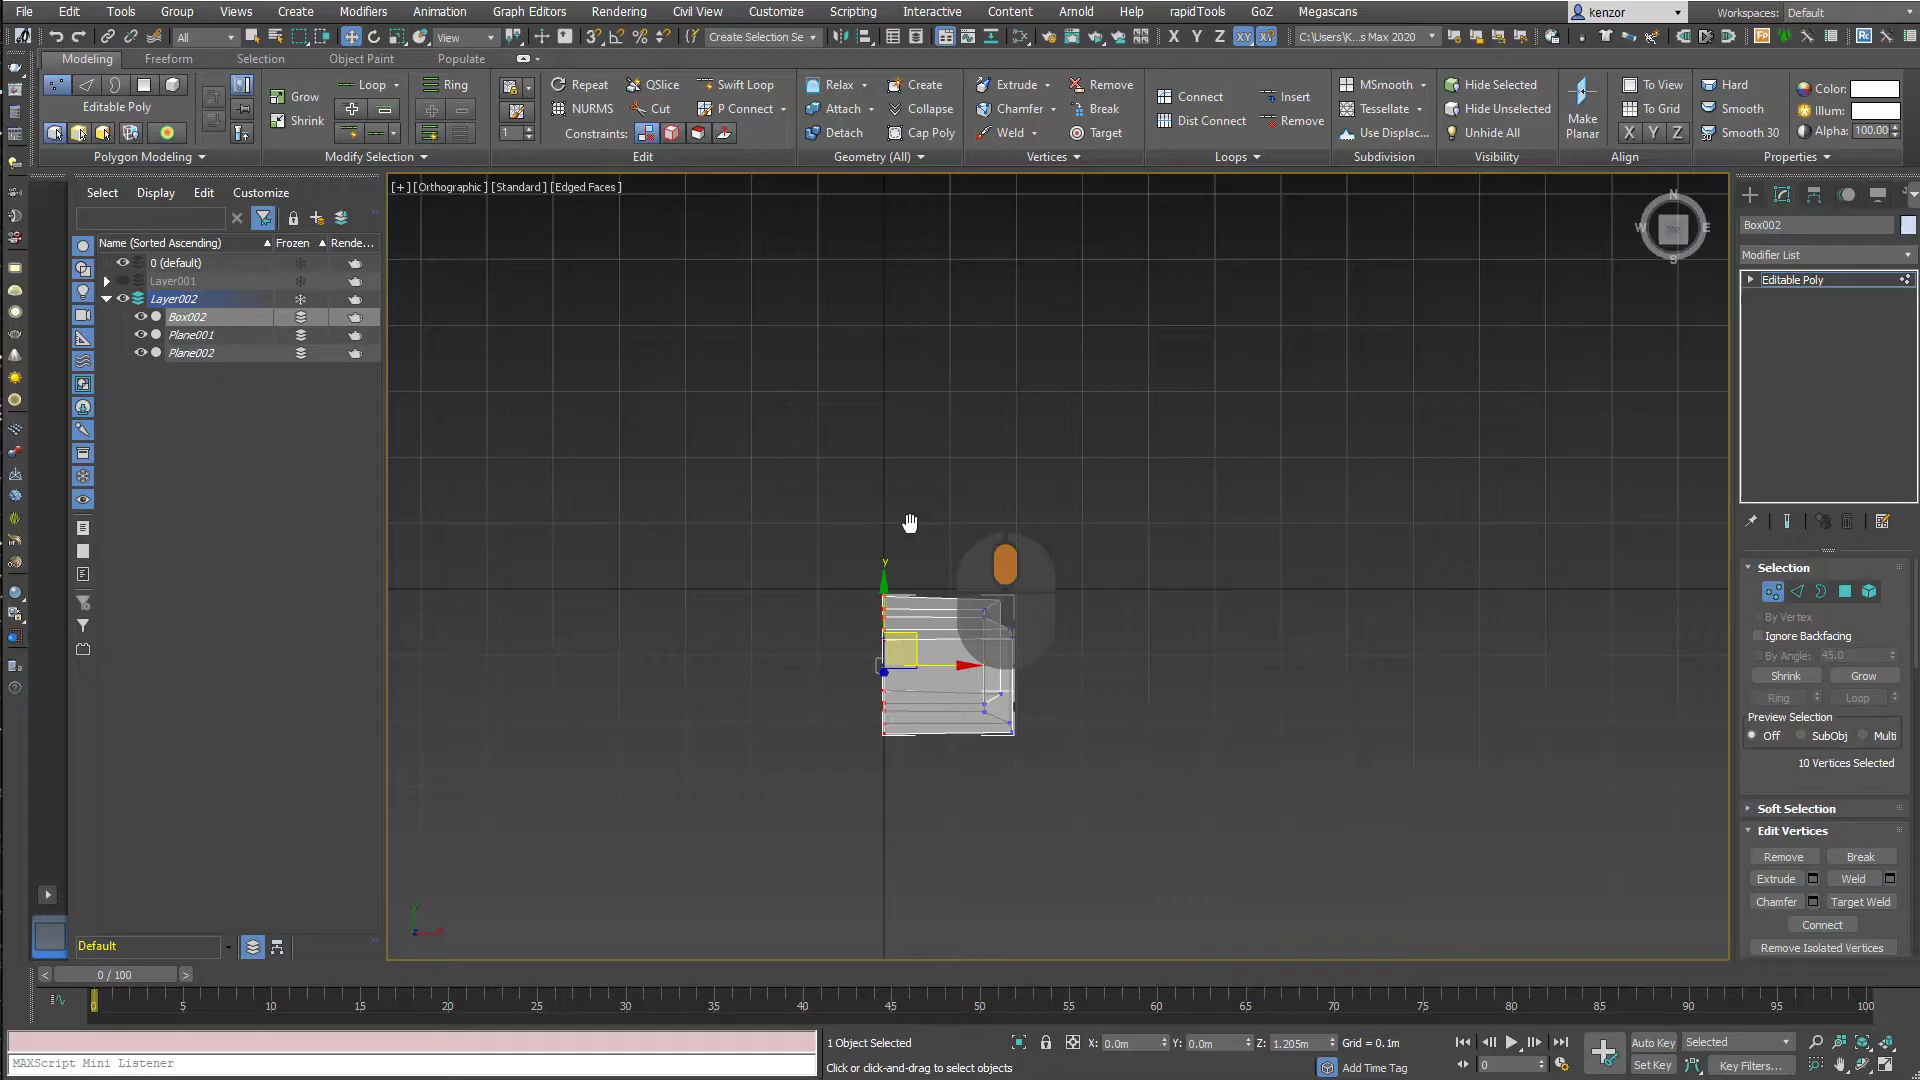 File Edit Tools Group Views Create Modifiers Animation Graph Editors Rendering Civil View Customize Scripting Interactive Content Arnold Help rapidTools GoZ Megascans kenzor Workspaces: Default
All View Create Selection Se X Y Z XY C:\Users\K...s Max 2020
Modeling Freeform Selection Object Paint Populate
Loop Ring Repeat QSlice Swift Loop Relax Create Extrude Remove MSmooth Hide Selected To View Hard Color:
Grow Connect Insert
Editable Poly NURMS Cut P Connect Attach Collapse Chamfer Break Tessellate Hide Unselected To Grid Smooth Illum:
Shrink Dist Connect Remove Make Planar
1 Constraints: Detach Cap Poly Weld Target Use Displac... Unhide All X Y Z Smooth 30 Alpha: 100.00
Polygon Modeling Modify Selection Edit Geometry (All) Vertices Loops Subdivision Visibility Align Properties
[+] [Orthographic] [Standard] [Edged Faces]
Select Display Edit Customize
Name (Sorted Ascending) Frozen Rende...
0 (default)
Layer001
Layer002
Box002
Plane001
Plane002
N
W TOP E
S
y
Box002
Modifier List
Editable Poly
Selection
By Vertex
Ignore Backfacing
By Angle: 45.0
Shrink Grow
Ring Loop
Preview Selection
Off SubObj Multi
10 Vertices Selected
Soft Selection
Edit Vertices
Remove Break
Extrude Weld
Chamfer Target Weld
Connect
Remove Isolated Vertices
Default
< 0 / 100 >
0 5 10 15 20 25 30 35 40 45 50 55 60 65 70 75 80 85 90 95 100
MAXScript Mini Listener
1 Object Selected X: 0.0m Y: 0.0m Z: 1.205m Grid = 0.1m Auto Key Selected
Click or click-and-drag to select objects Add Time Tag 0 Set Key Key Filters...